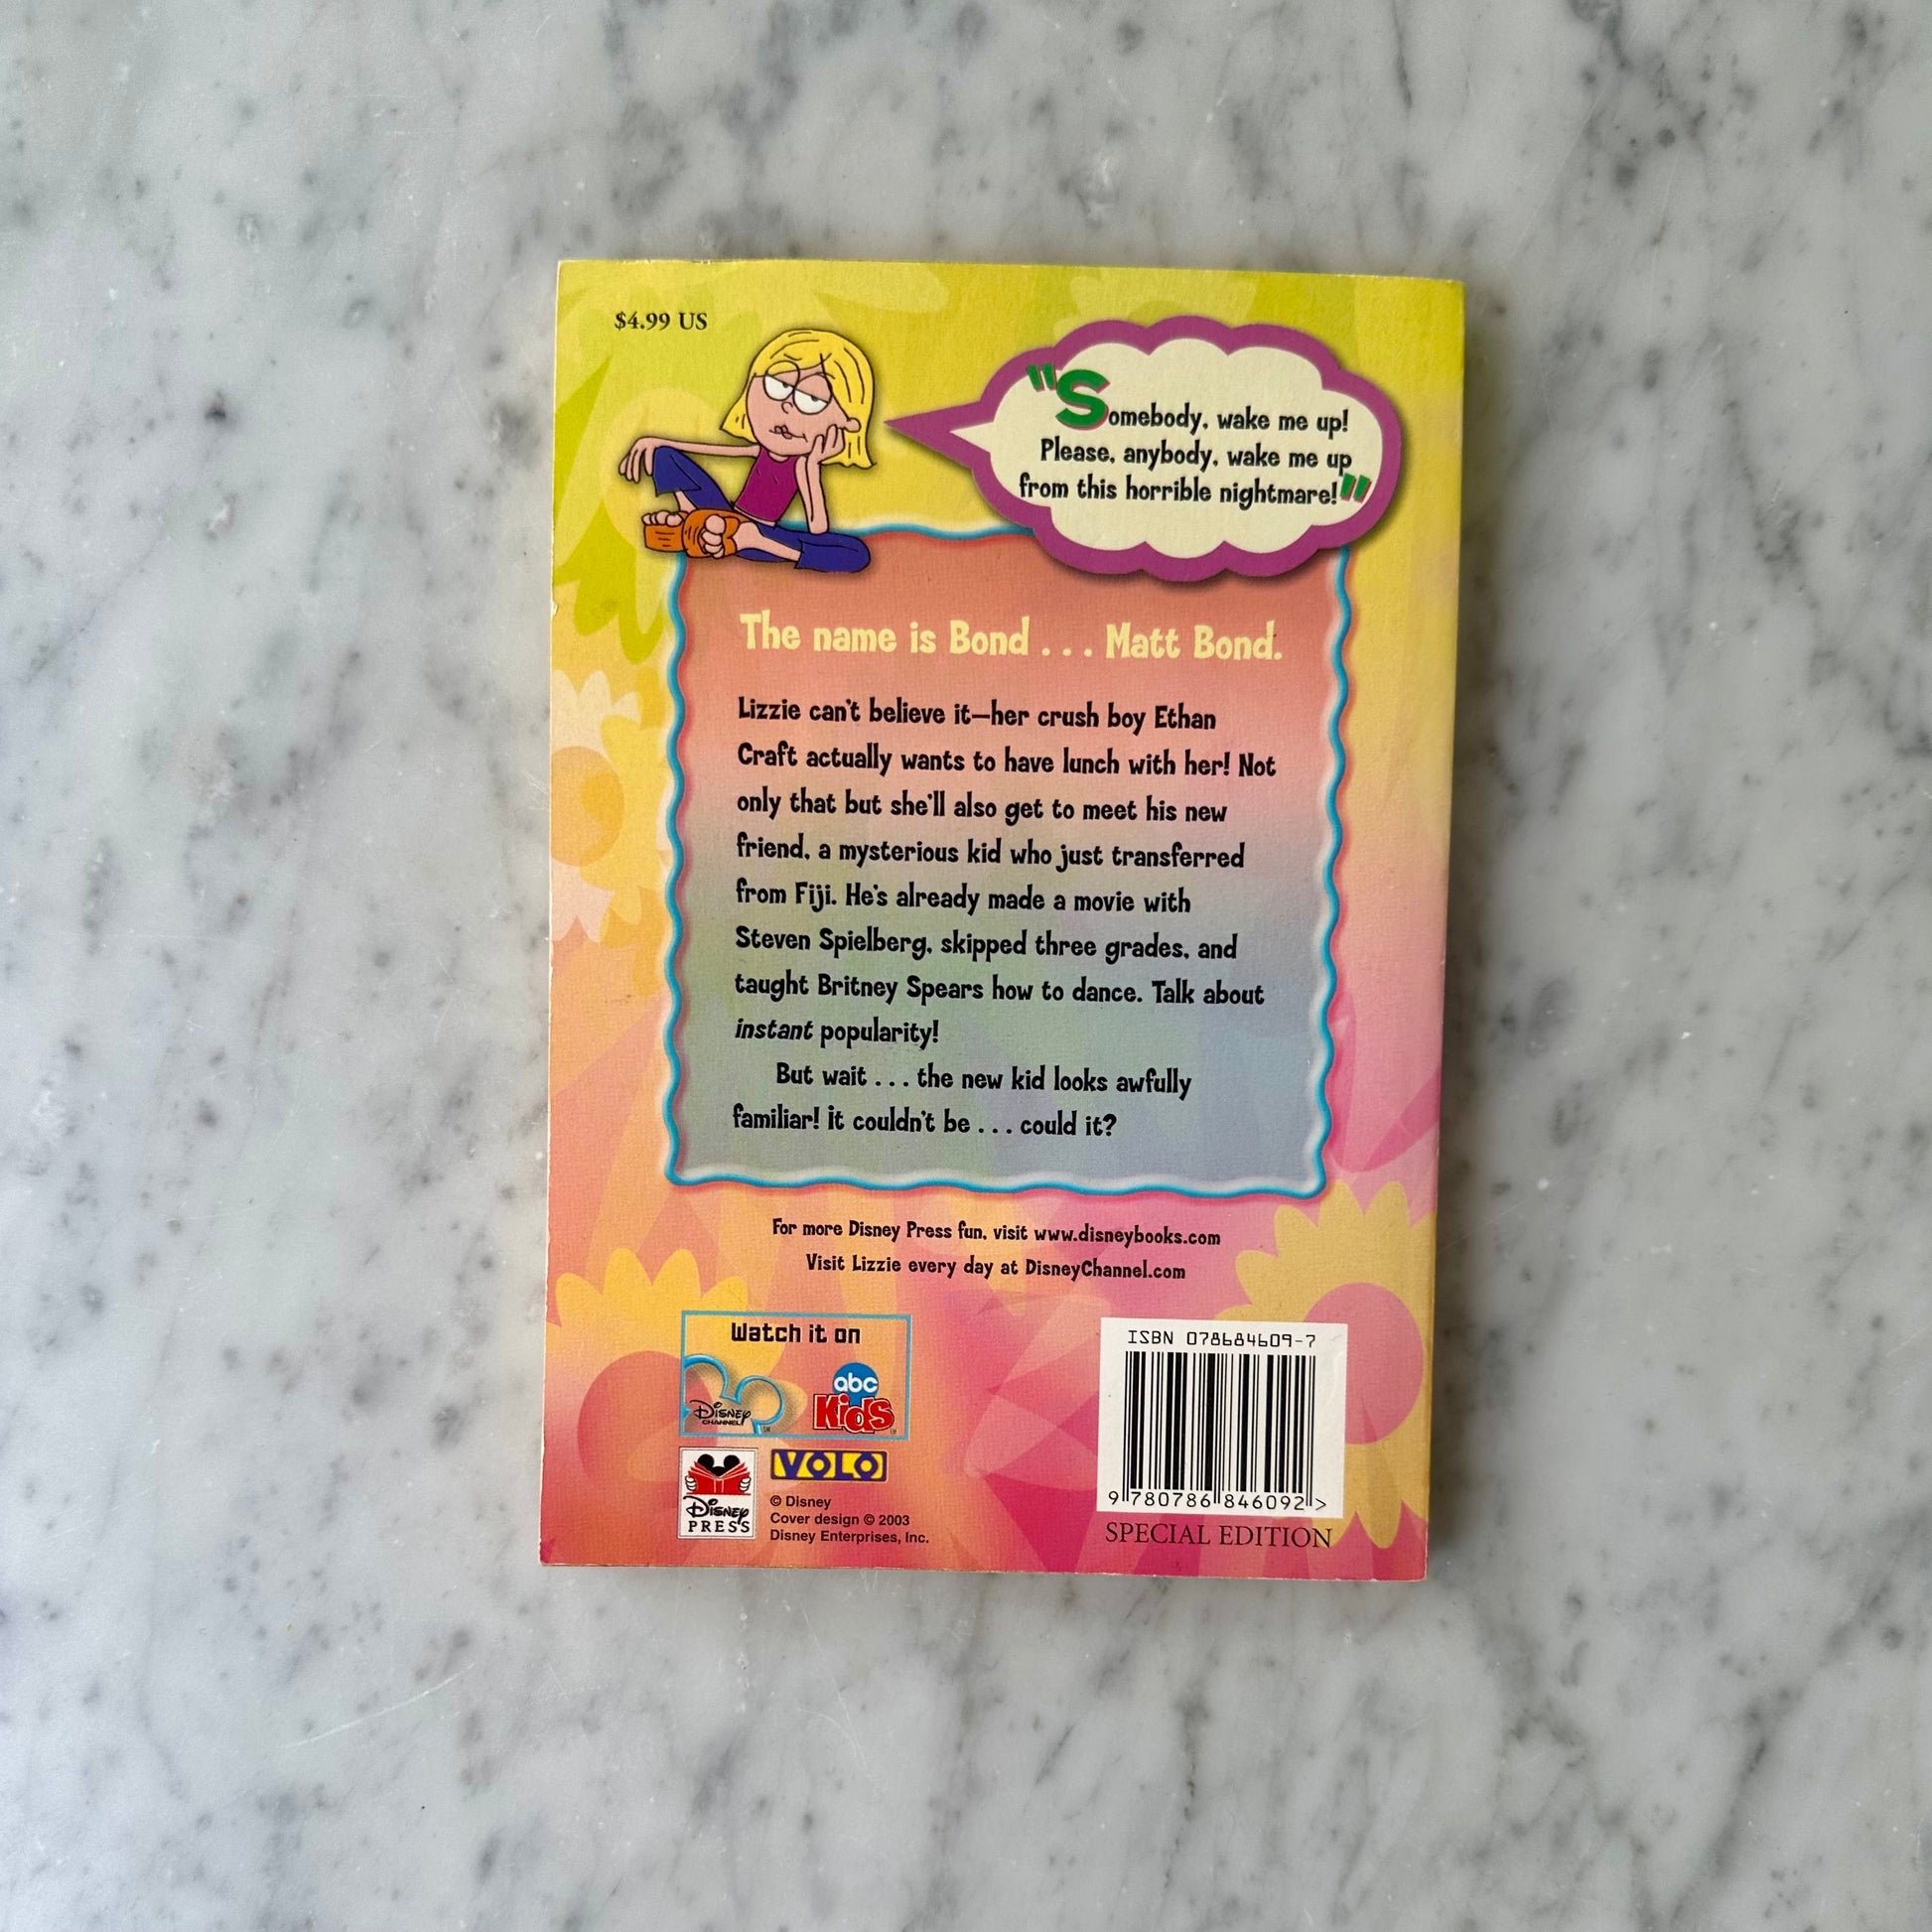 $4.99 US
"Somebody, wake me up!
Please, anybody, wake me up
from this horrible nightmare!"
The name is Bond . . . Matt Bond.
Lizzie can't believe it—her crush boy Ethan
Craft actually wants to have lunch with her! Not
only that but she'll also get to meet his new
friend, a mysterious kid who just transferred
from Fiji. He's already made a movie with
Steven Spielberg, skipped three grades, and
taught Britney Spears how to dance. Talk about
instant popularity!
But wait . . . the new kid looks awfully
familiar! It couldn't be . . . could it?
For more Disney Press fun, visit www.disneybooks.com
Visit Lizzie every day at DisneyChannel.com
Watch it on
Disney
CHANNEL
abc
Kids
Disney
PRESS
VOLO
© Disney
Cover design © 2003
Disney Enterprises, Inc.
ISBN 078684609-7
9 780786 846092 >
SPECIAL EDITION